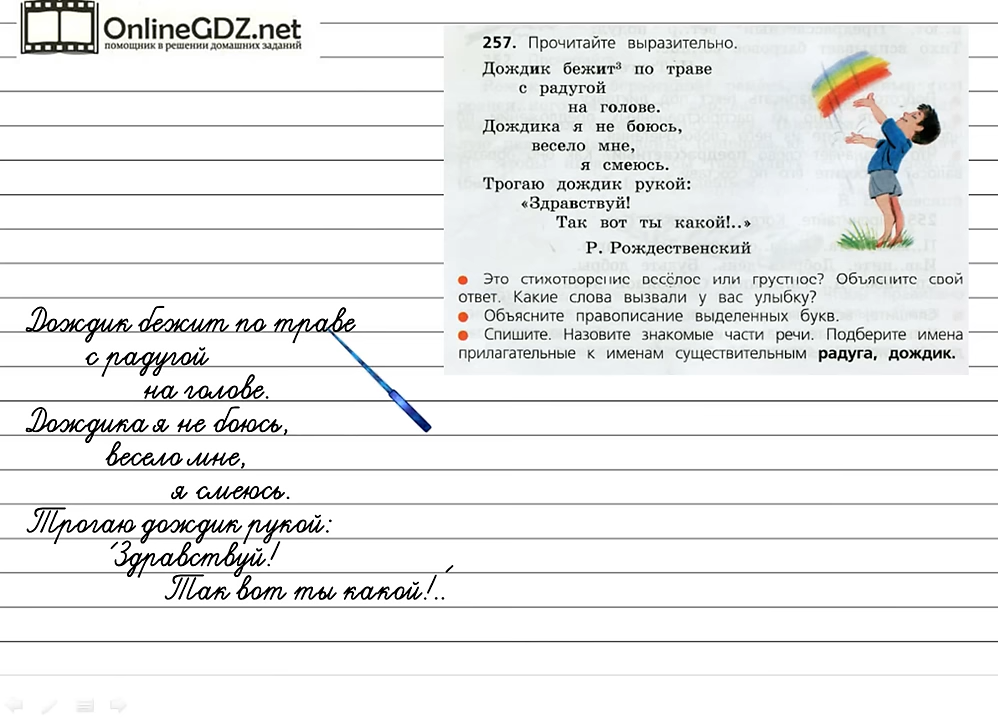 OnlineGDZ.net
помощник в решении домашних заданий
257. Прочитайте выразительно.
Дождик бежит³ по траве
с радугой
на голове.
Дождика я не боюсь,
весело мне,
я смеюсь.
Трогаю дождик рукой:
«Здравствуй!
Так вот ты какой!..»
Р. Рождественский
Это стихотворение весёлое или грустное? Объясните свой
ответ. Какие слова вызвали у вас улыбку?
Объясните правописание выделенных букв.
Спишите. Назовите знакомые части речи. Подберите имена
прилагательные к именам существительным радуга, дождик.
Дождик бежит по траве
с радугой
на голове.
Дождика я не боюсь,
весело мне,
я смеюсь.
Трогаю дождик рукой:
״Здравствуй!
Так вот ты какой!..״